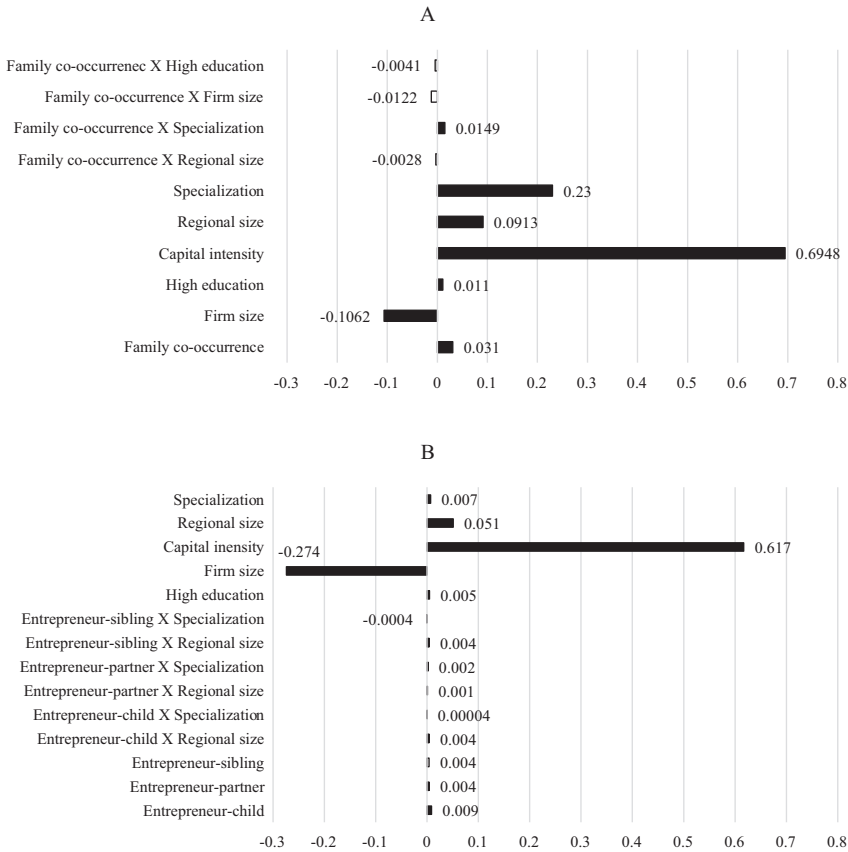 A
Family co-occurrenec X High education -0.0041
Family co-occurrence X Firm size -0.0122
Family co-occurrence X Specialization 0.0149
Family co-occurrence X Regional size -0.0028
Specialization 0.23
Regional size 0.0913
Capital intensity 0.6948
High education 0.011
Firm size -0.1062
Family co-occurrence 0.031
-0.3 -0.2 -0.1 0 0.1 0.2 0.3 0.4 0.5 0.6 0.7 0.8
B
Specialization 0.007
Regional size 0.051
Capital inensity 0.617
Firm size -0.274
High education 0.005
Entrepreneur-sibling X Specialization -0.0004
Entrepreneur-sibling X Regional size 0.004
Entrepreneur-partner X Specialization 0.002
Entrepreneur-partner X Regional size 0.001
Entrepreneur-child X Specialization 0.00004
Entrepreneur-child X Regional size 0.004
Entrepreneur-sibling 0.004
Entrepreneur-partner 0.004
Entrepreneur-child 0.009
-0.3 -0.2 -0.1 0 0.1 0.2 0.3 0.4 0.5 0.6 0.7 0.8